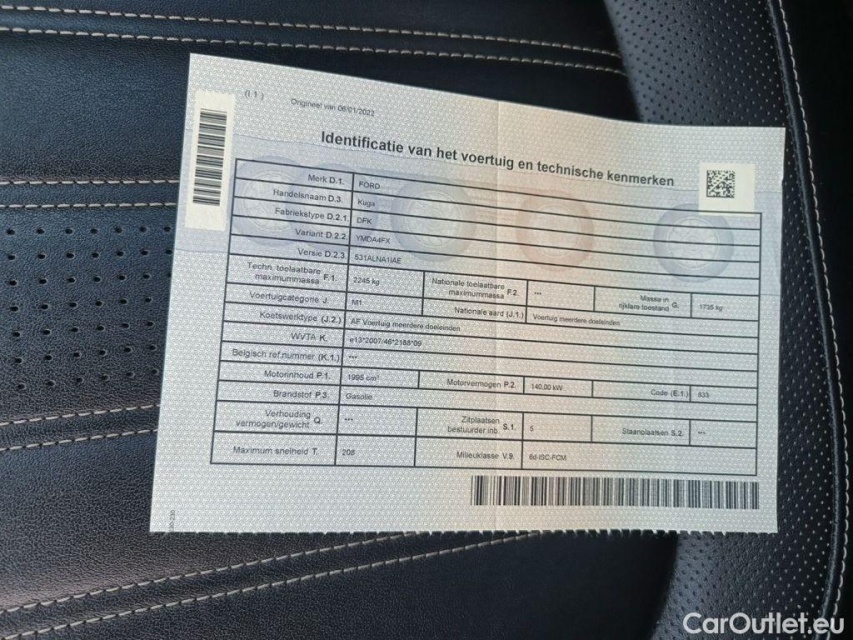 (I 1)
Origineel van 06/01/2022
Identificatie van het voertuig en technische kenmerken
Merk D.1. FORD
Handelsnaam D.3. Kuga
Fabriekstype D.2.1. DFK
Variant D.2.2. YMDA4FX
Versie D.2.3. 531ALNA1IAE
Techn. toelaatbare maximummassa F.1. 2245 kg Nationale toelaatbare maximummassa F.2. --- Massa in rijklare toestand G. 1735 kg
Voertuigcategorie J. M1 Nationale aard (J.1.) Voertuig meerdere doeleinden
Koetswerktype (J.2.) AF Voertuig meerdere doeleinden
WVTA K. e13*2007/46*2188*09
Belgisch ref.nummer (K.1.) ---
Motorinhoud P.1. 1995 cm³ Motorvermogen P.2. 140,00 kW Code (E.1.) 833
Brandstof P.3. Gasolie
Verhouding vermogen/gewicht Q. --- Zitplaatsen bestuurder inb. S.1. 5 Staanplaatsen S.2. ---
Maximum snelheid T. 208 Milieuklasse V.9. 6d-ISC-FCM
CarOutlet.eu